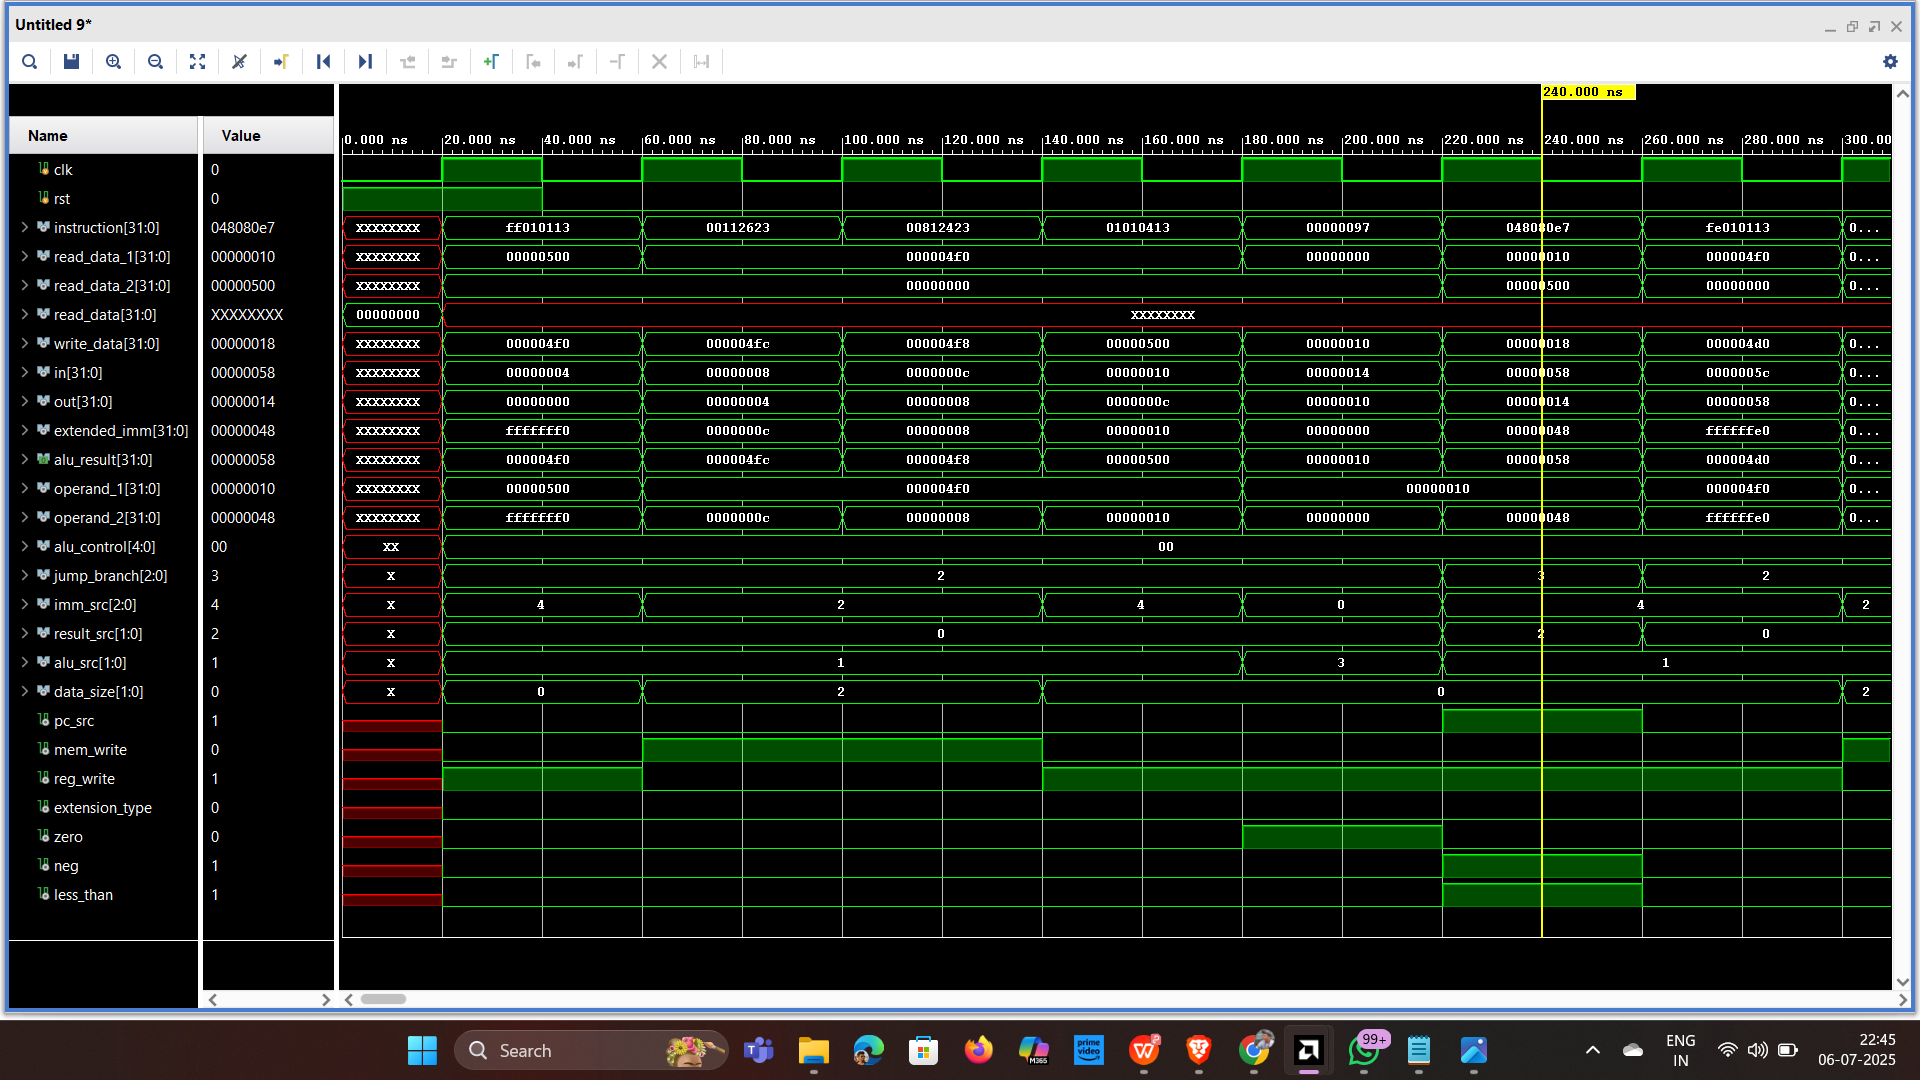 Untitled 9*
240.000 ns
Name Value
0.000 ns 20.000 ns 40.000 ns 60.000 ns 80.000 ns 100.000 ns 120.000 ns 140.000 ns 160.000 ns 180.000 ns 200.000 ns 220.000 ns 240.000 ns 260.000 ns 280.000 ns 300.00
clk 0
rst 0
instruction[31:0] 048080e7 XXXXXXXX ff010113 00112623 00812423 01010413 00000097 048080e7 fe010113 0...
read_data_1[31:0] 00000010 XXXXXXXX 00000500 000004f0 00000000 00000010 000004f0 0...
read_data_2[31:0] 00000500 XXXXXXXX 00000000 00000500 00000000 0...
read_data[31:0] XXXXXXXX 00000000 XXXXXXXX
write_data[31:0] 00000018 XXXXXXXX 000004f0 000004fc 000004f8 00000500 00000010 00000018 000004d0 0...
in[31:0] 00000058 XXXXXXXX 00000004 00000008 0000000c 00000010 00000014 00000058 0000005c 0...
out[31:0] 00000014 XXXXXXXX 00000000 00000004 00000008 0000000c 00000010 00000014 00000058 0...
extended_imm[31:0] 00000048 XXXXXXXX fffffff0 0000000c 00000008 00000010 00000000 00000048 ffffffe0 0...
alu_result[31:0] 00000058 XXXXXXXX 000004f0 000004fc 000004f8 00000500 00000010 00000058 000004d0 0...
operand_1[31:0] 00000010 XXXXXXXX 00000500 000004f0 00000010 000004f0 0...
operand_2[31:0] 00000048 XXXXXXXX fffffff0 0000000c 00000008 00000010 00000000 00000048 ffffffe0 0...
alu_control[4:0] 00 XX 00
jump_branch[2:0] 3 X 2 3 2
imm_src[2:0] 4 X 4 2 4 0 4 2
result_src[1:0] 2 X 0 2 0
alu_src[1:0] 1 X 1 3 1
data_size[1:0] 0 X 0 2 0 2
pc_src 1
mem_write 0
reg_write 1
extension_type 0
zero 0
neg 1
less_than 1
Search
M365
prime video
99+
ENG
IN
22:45
06-07-2025